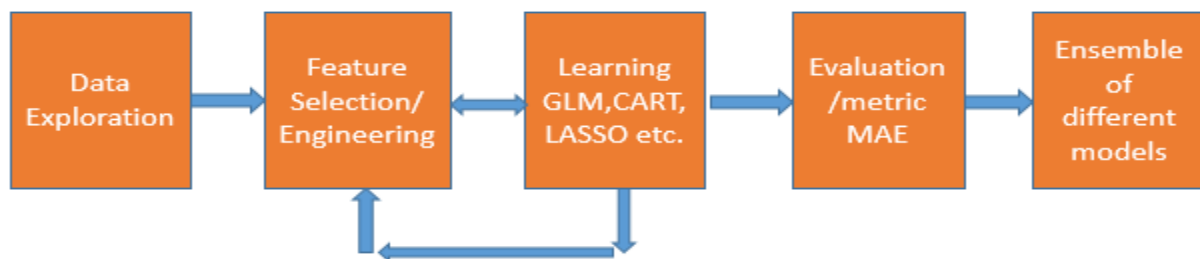 Data
Exploration
Feature
Selection/
Engineering
Learning
GLM,CART,
LASSO etc.
Evaluation
/metric
MAE
Ensemble
of
different
models